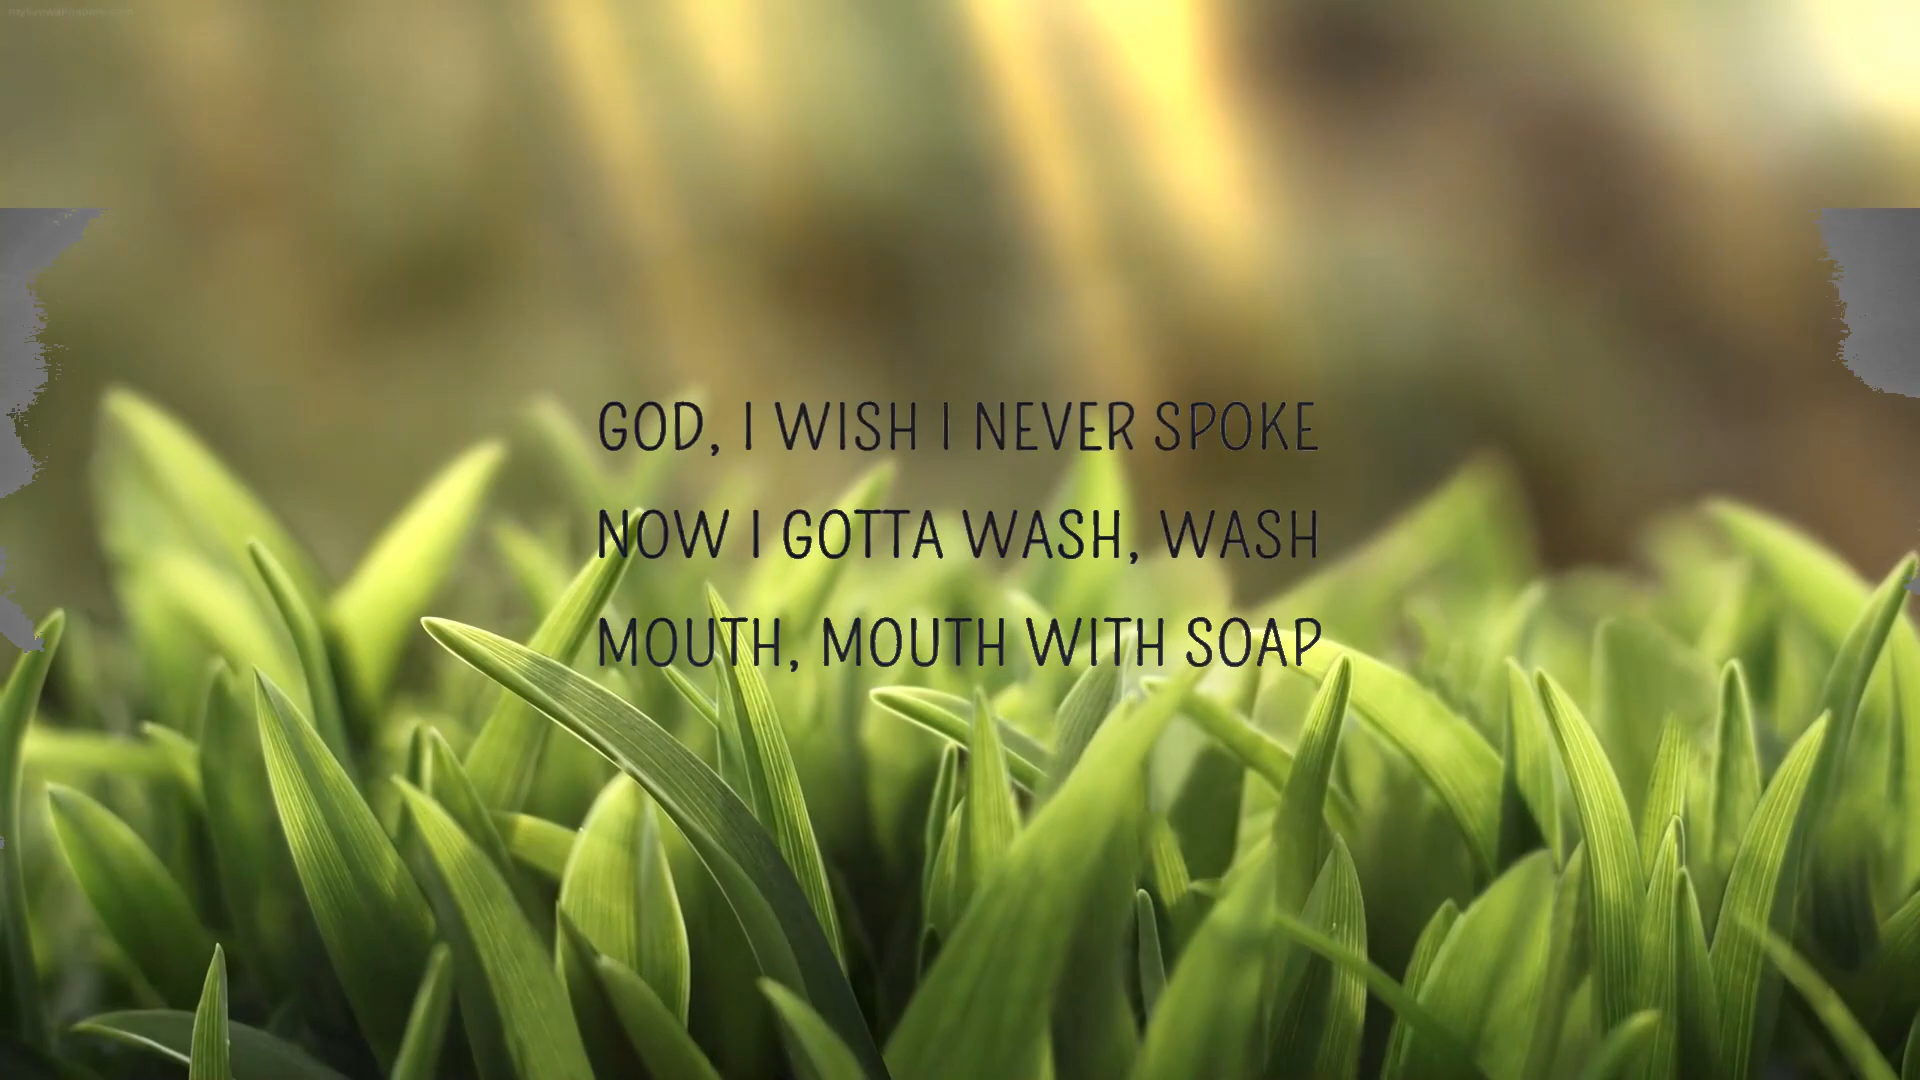 GOD, I WISH I NEVER SPOKE
NOW I GOTTA WASH, WASH
MOUTH, MOUTH WITH SOAP